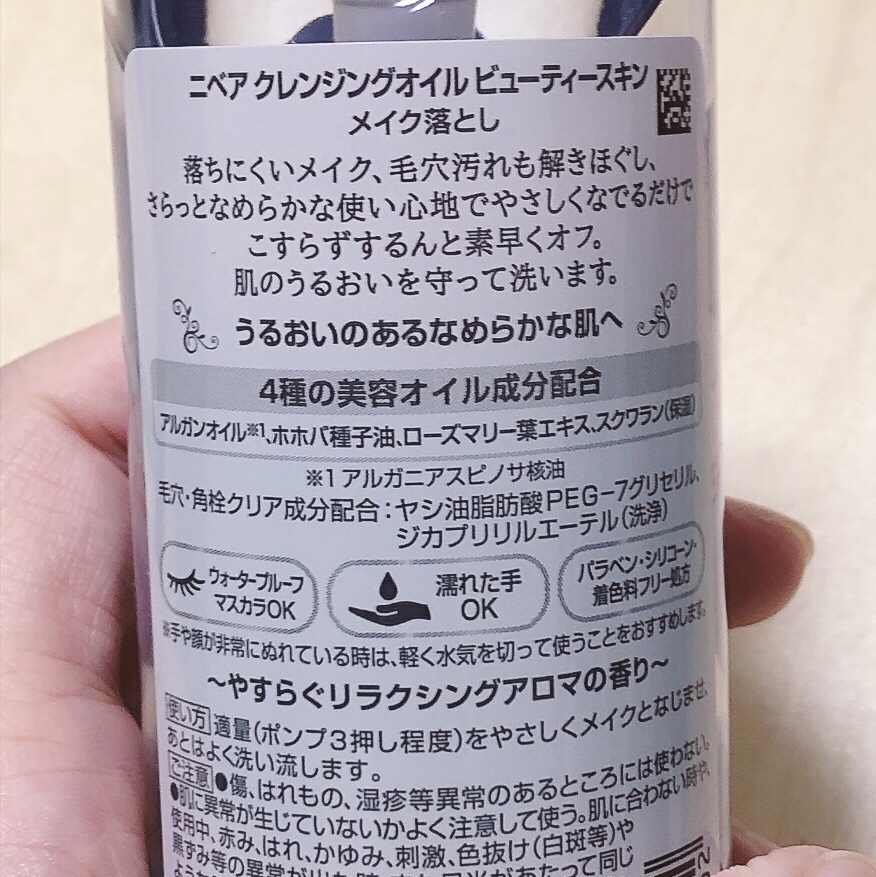 ニベア クレンジングオイル ビューティースキン
メイク落とし
落ちにくいメイク、毛穴汚れも解きほぐし、
さらっとなめらかな使い心地でやさしくなでるだけで
こすらずするんと素早くオフ。
肌のうるおいを守って洗います。
うるおいのあるなめらかな肌へ
4種の美容オイル成分配合
アルガンオイル※1、ホホバ種子油、ローズマリー葉エキス、スクワラン(保湿)
※1 アルガニアスピノサ核油
毛穴・角栓クリア成分配合:ヤシ油脂肪酸PEG-7グリセリル、
ジカプリリルエーテル(洗浄)
ウォータープルーフ
マスカラOK
濡れた手
OK
パラベン・シリコーン・
着色料フリー処方
※手や顔が非常にぬれている時は、軽く水気を切って使うことをおすすめします。
～やすらぐリラクシングアロマの香り～
使い方 適量(ポンプ3押し程度)をやさしくメイクとなじませ、
あとはよく洗い流します。
ご注意 ●傷、はれもの、湿疹等異常のあるところには使わない。
●肌に異常が生じていないかよく注意して使う。肌に合わない時や、
使用中、赤み、はれ、かゆみ、刺激、色抜け(白斑等)や
黒ずみ等の異常が出た時、
日光があたって同じ